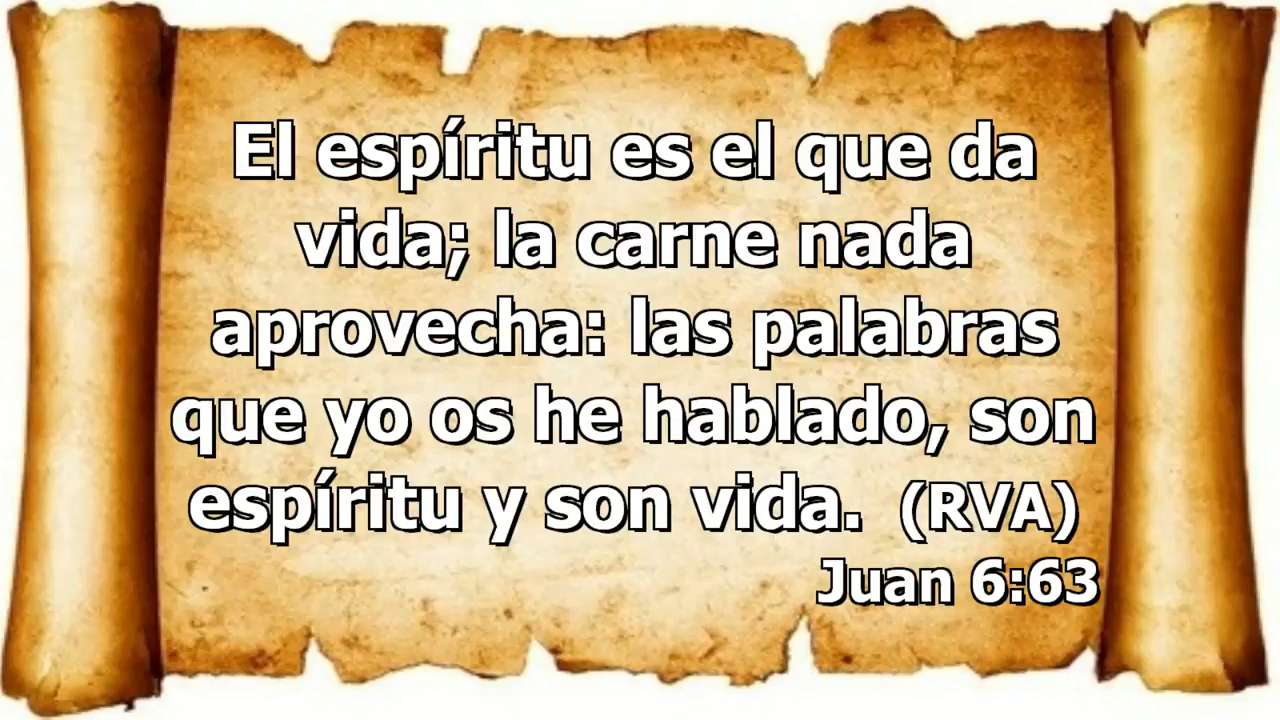 El espíritu es el que da
vida; la carne nada
aprovecha: las palabras
que yo os he hablado, son
espíritu y son vida. (RVA)
Juan 6:63